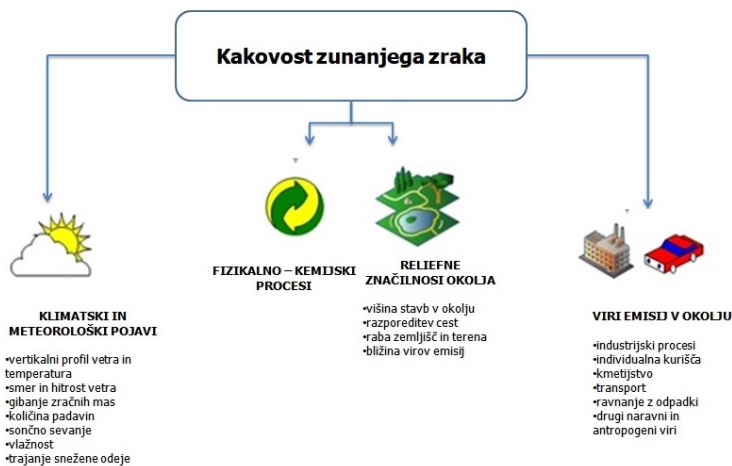 Kakovost zunanjega zraka
KLIMATSKI IN
METEOROLOŠKI POJAVI
•vertikalni profil vetra in
temperatura
•smer in hitrost vetra
•gibanje zračnih mas
•količina padavin
•sončno sevanje
•vlažnost
•trajanje snežene odeje
FIZIKALNO – KEMIJSKI
PROCESI
RELIEFNE
ZNAČILNOSTI OKOLJA
•višina stavb v okolju
•razporeditev cest
•raba zemljišč in terena
•bližina virov emisij
VIRI EMISIJ V OKOLJU
•industrijski procesi
•individualna kurišča
•kmetijstvo
•transport
•ravnanje z odpadki
•drugi naravni in
antropogeni viri